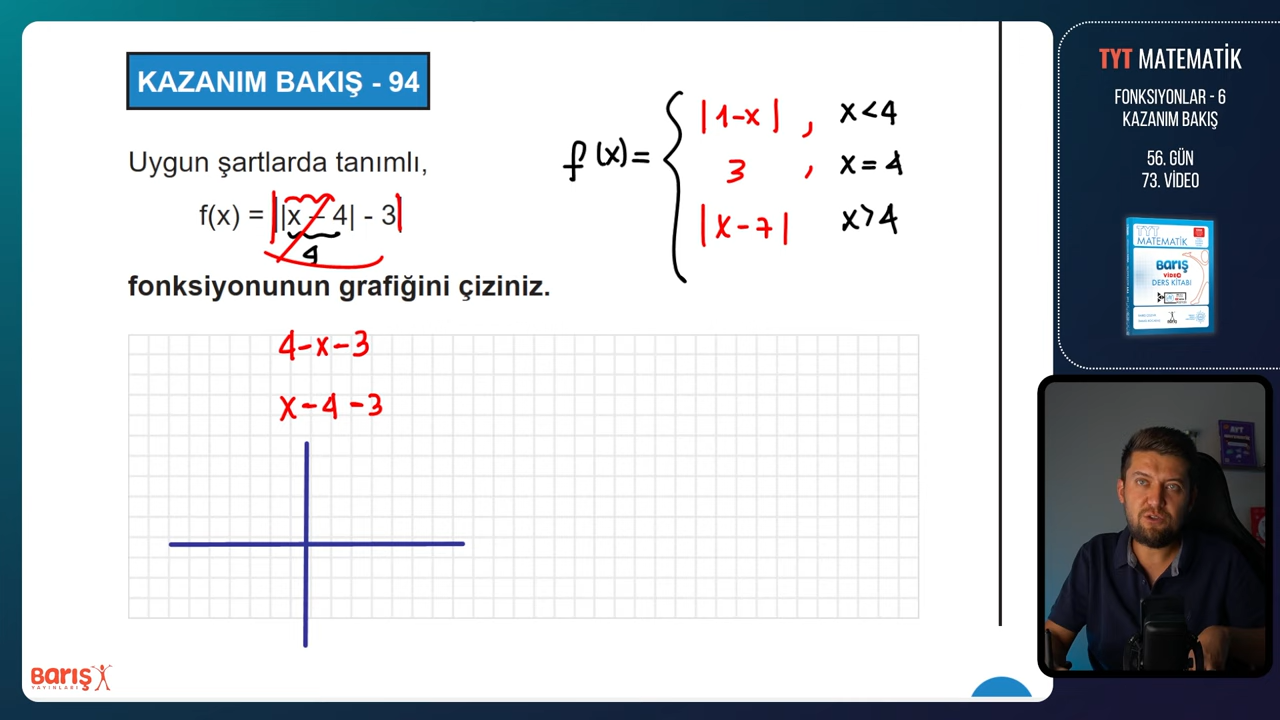 KAZANIM BAKIŞ - 94
Uygun şartlarda tanımlı,
f(x) = ||x - 4| - 3|
4
fonksiyonunun grafiğini çiziniz.
4-x-3
x-4-3
f(x)=
|1-x| , x<4
3 , x=4
|x-7| x>4
TYT MATEMATİK
FONKSIYONLAR - 6
KAZANIM BAKIŞ
56. GÜN
73. VİDEO
TYT
MATEMATİK
BARIŞ
VİDEO
DERS KİTABI
BARIŞ
YAYINLARI